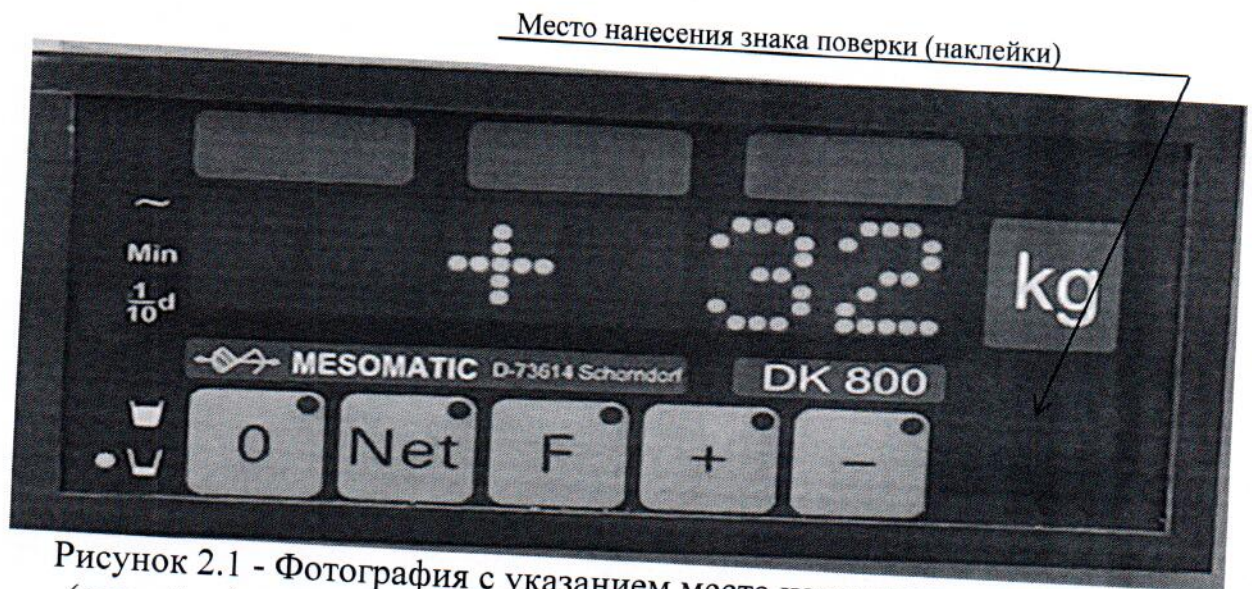 Место нанесения знака поверки (наклейки)
~
+ 32 kg
Min
1/10 d
MESOMATIC D-73614 Schorndorf DK 800
0 Net F + -
Рисунок 2.1 - Фотография с указанием места